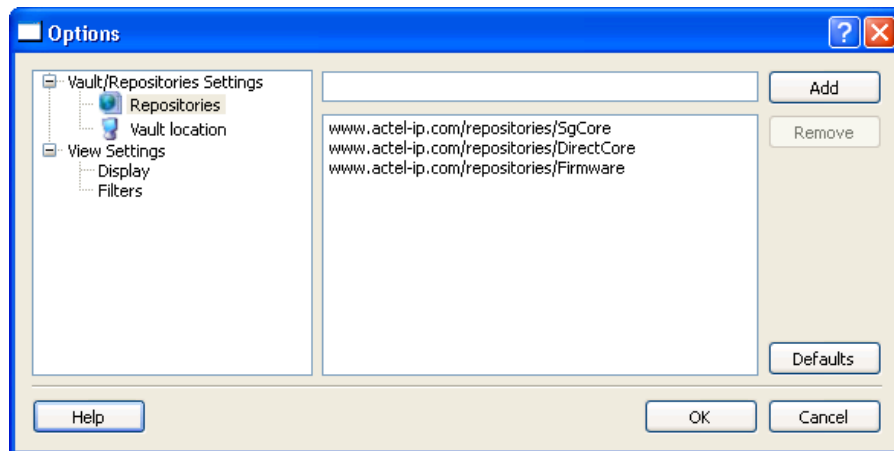 Options
Vault/Repositories Settings
Repositories
Vault location
View Settings
Display
Filters
Add
www.actel-ip.com/repositories/SgCore
www.actel-ip.com/repositories/DirectCore
www.actel-ip.com/repositories/Firmware
Remove
Defaults
Help
OK
Cancel